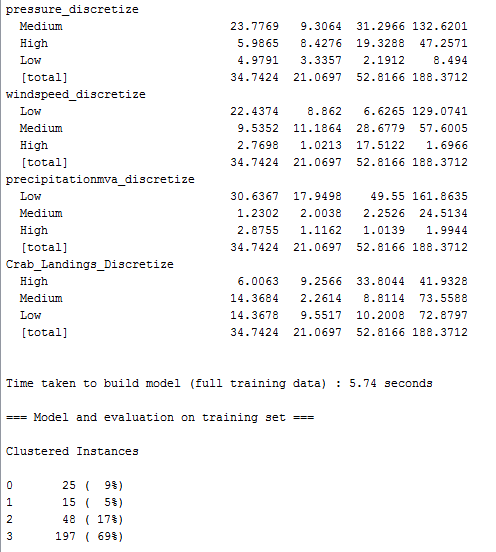 pressure_discretize
  Medium                       23.7769   9.3064  31.2966 132.6201
  High                          5.9865   8.4276  19.3288  47.2571
  Low                           4.9791   3.3357   2.1912    8.494
  [total]                      34.7424  21.0697  52.8166 188.3712
windspeed_discretize
  Low                          22.4374    8.862   6.6265 129.0741
  Medium                        9.5352  11.1864  28.6779  57.6005
  High                          2.7698   1.0213  17.5122   1.6966
  [total]                      34.7424  21.0697  52.8166 188.3712
precipitationmva_discretize
  Low                          30.6367  17.9498    49.55 161.8635
  Medium                        1.2302   2.0038   2.2526  24.5134
  High                          2.8755   1.1162   1.0139   1.9944
  [total]                      34.7424  21.0697  52.8166 188.3712
Crab_Landings_Discretize
  High                          6.0063   9.2566  33.8044  41.9328
  Medium                       14.3684   2.2614   8.8114  73.5588
  Low                          14.3678   9.5517  10.2008  72.8797
  [total]                      34.7424  21.0697  52.8166 188.3712
Time taken to build model (full training data) : 5.74 seconds
=== Model and evaluation on training set ===
Clustered Instances
0       25 (  9%)
1       15 (  5%)
2       48 ( 17%)
3      197 ( 69%)